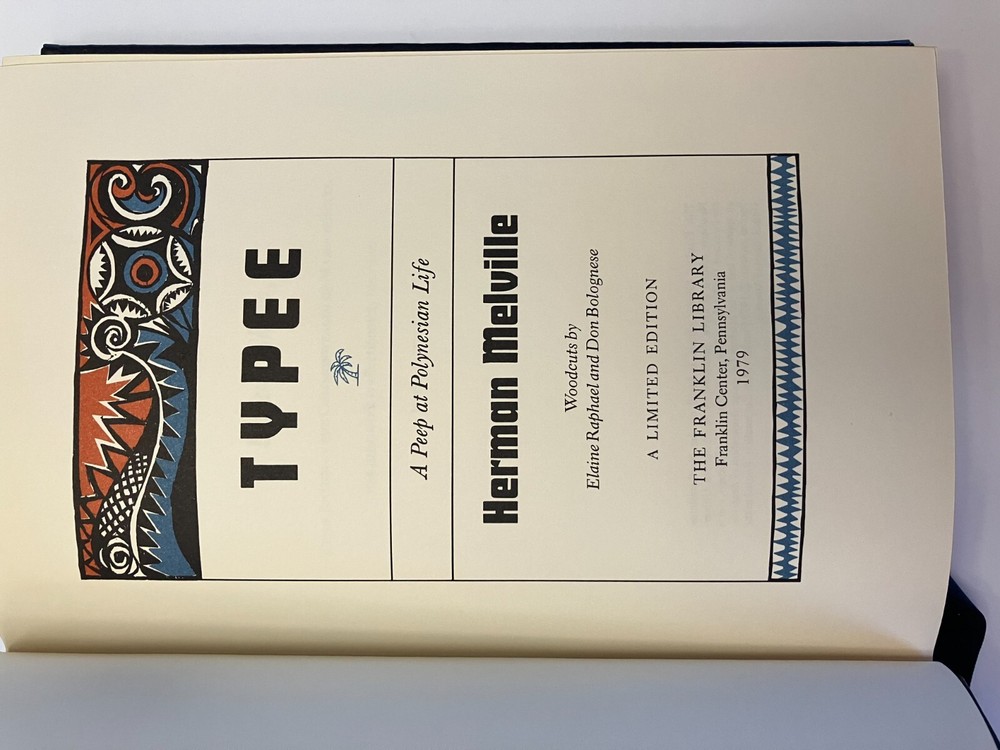 TYPEE
A Peep at Polynesian Life
Herman Melville
Woodcuts by
Elaine Raphael and Don Bolognese
A LIMITED EDITION
THE FRANKLIN LIBRARY
Franklin Center, Pennsylvania
1979